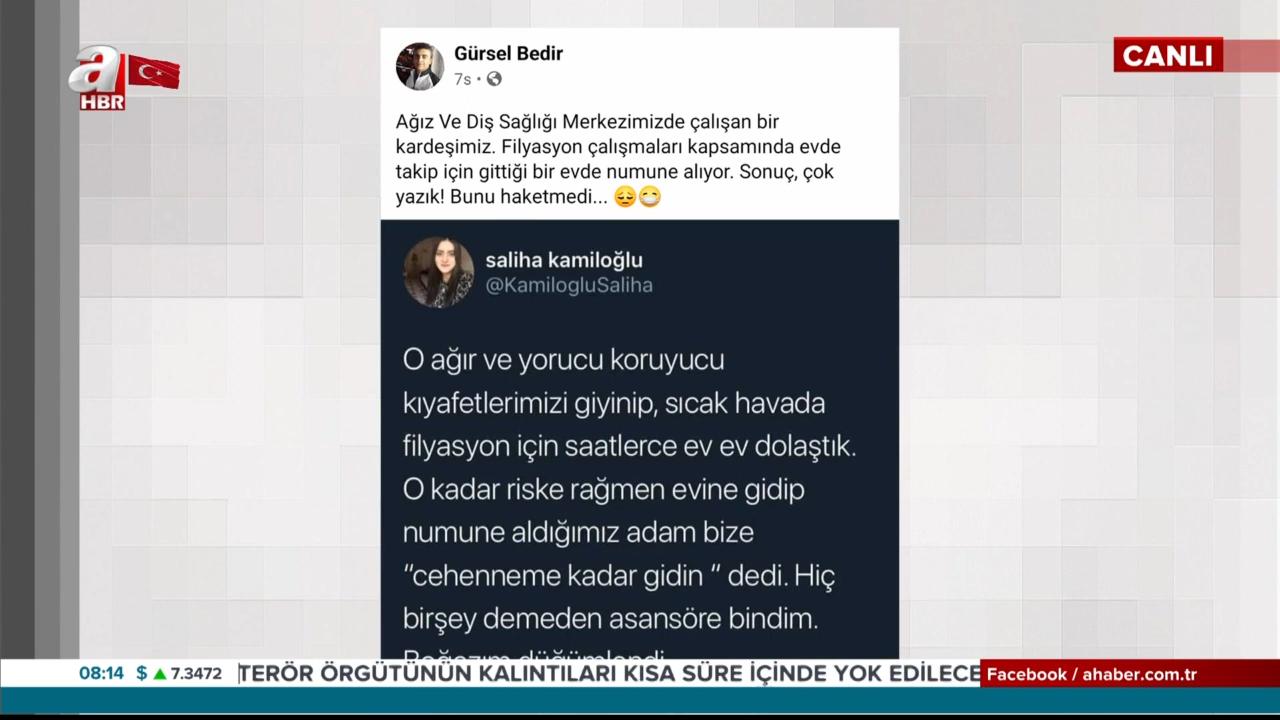 a
HBR
CANLI
Gürsel Bedir
7s •
Ağız Ve Diş Sağlığı Merkezimizde çalışan bir
kardeşimiz. Filyasyon çalışmaları kapsamında evde
takip için gittiği bir evde numune alıyor. Sonuç, çok
yazık! Bunu haketmedi... 😔😷
saliha kamiloğlu
@KamilogluSaliha
O ağır ve yorucu koruyucu
kıyafetlerimizi giyinip, sıcak havada
filyasyon için saatlerce ev ev dolaştık.
O kadar riske rağmen evine gidip
numune aldığımız adam bize
“cehenneme kadar gidin “ dedi. Hiç
birşey demeden asansöre bindim.
Boğazım düğümlendi
08:14 $ ▲ 7.3472 TERÖR ÖRGÜTÜNÜN KALINTILARI KISA SÜRE İÇİNDE YOK EDİLECE
Facebook / ahaber.com.tr